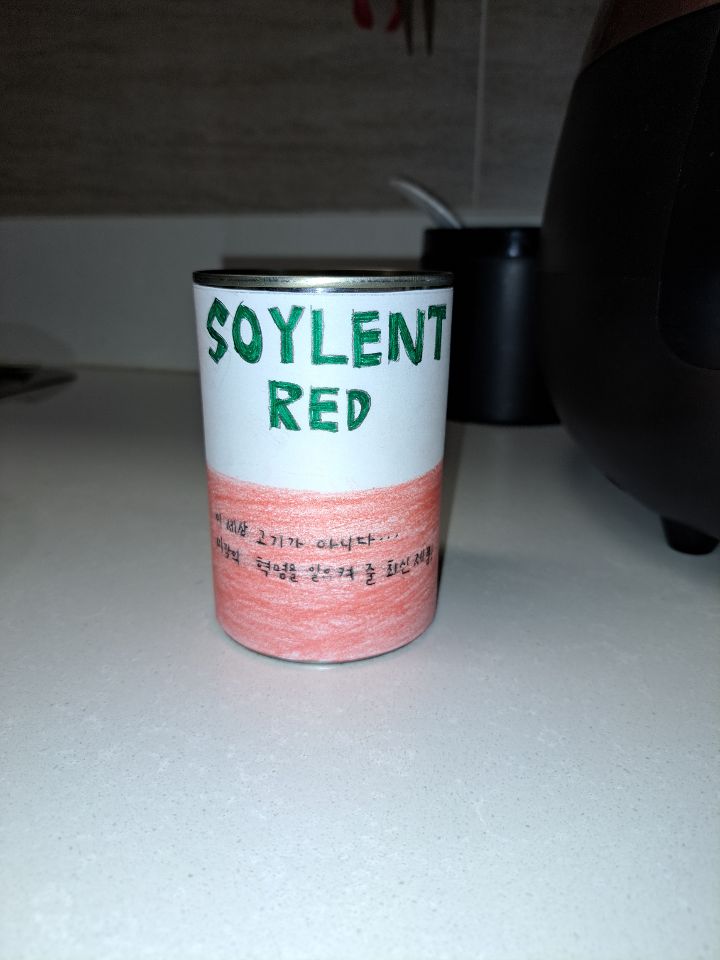 SOYLENT
RED
이 세상 고기가 아니다...
미각의 혁명을 일으켜 줄 최신 제품!